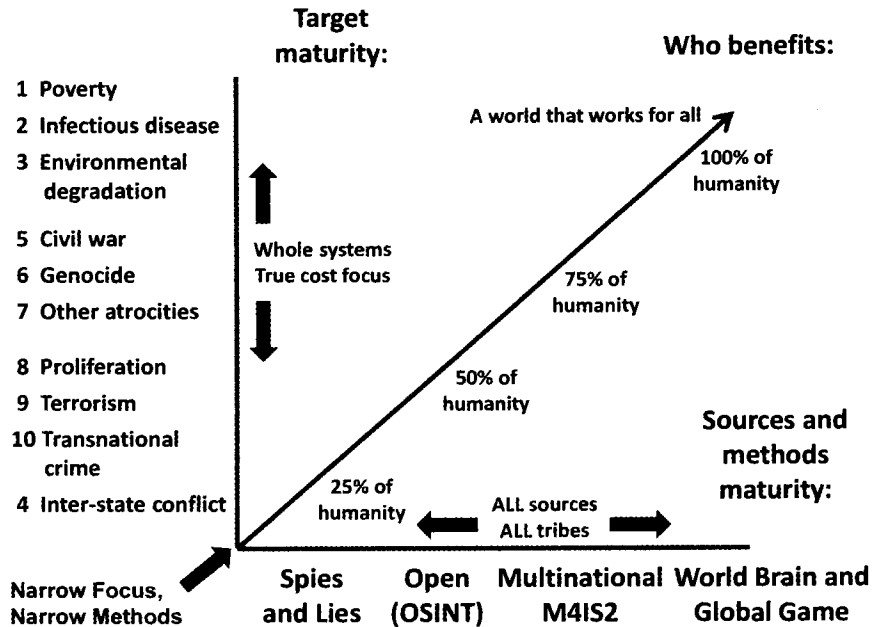 Target
maturity:
Who benefits:
1 Poverty
2 Infectious disease
3 Environmental
degradation
5 Civil war
6 Genocide
7 Other atrocities
8 Proliferation
9 Terrorism
10 Transnational
crime
4 Inter-state conflict
Whole systems
True cost focus
A world that works for all
100% of
humanity
75% of
humanity
50% of
humanity
25% of
humanity
ALL sources
ALL tribes
Sources and
methods
maturity:
Narrow Focus,
Narrow Methods
Spies
and Lies
Open
(OSINT)
Multinational
M4IS2
World Brain and
Global Game